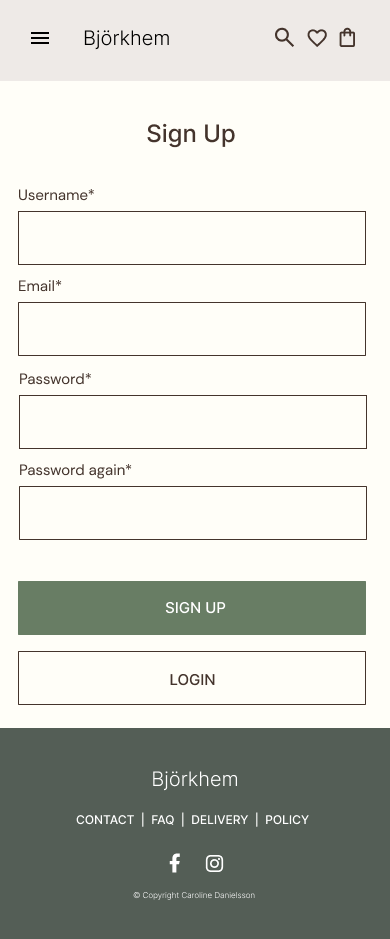 Björkhem
Sign Up
Username*
Email*
Password*
Password again*
SIGN UP
LOGIN
Björkhem
CONTACT | FAQ | DELIVERY | POLICY
© Copyright Caroline Danielsson